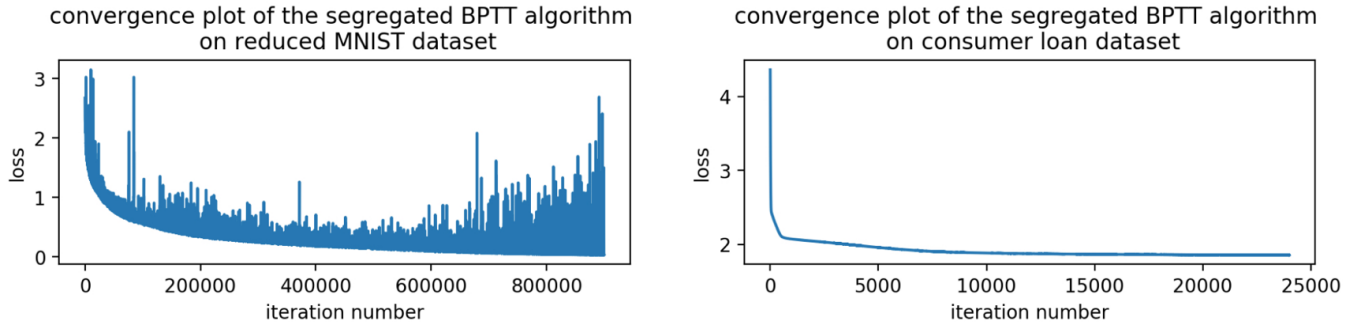 convergence plot of the segregated BPTT algorithm
on reduced MNIST dataset
3
2
1
0
loss
0 200000 400000 600000 800000
iteration number
convergence plot of the segregated BPTT algorithm
on consumer loan dataset
4
3
2
loss
0 5000 10000 15000 20000 25000
iteration number